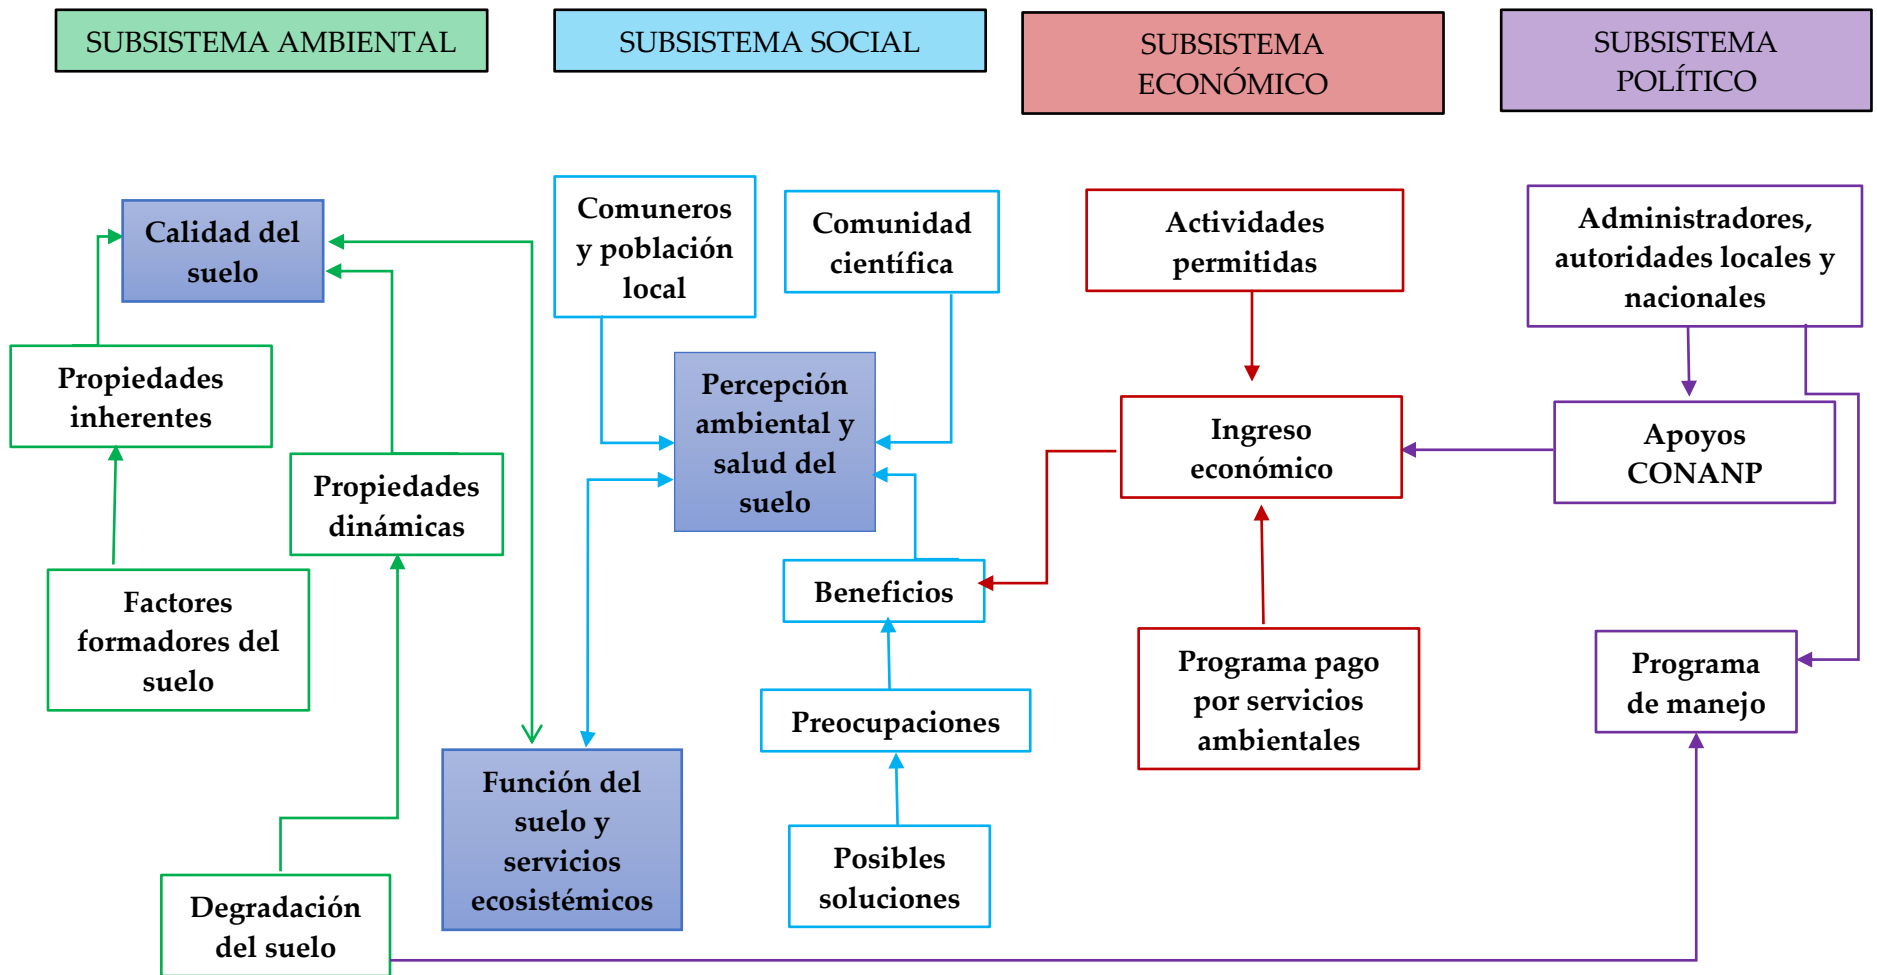 SUBSISTEMA AMBIENTAL
SUBSISTEMA SOCIAL
SUBSISTEMA
ECONÓMICO
SUBSISTEMA
POLÍTICO
Calidad del
suelo
Propiedades
inherentes
Propiedades
dinámicas
Factores
formadores del
suelo
Degradación
del suelo
Función del
suelo y
servicios
ecosistémicos
Comuneros
y población
local
Comunidad
científica
Percepción
ambiental y
salud del
suelo
Beneficios
Preocupaciones
Posibles
soluciones
Actividades
permitidas
Ingreso
económico
Programa pago
por servicios
ambientales
Administradores,
autoridades locales y
nacionales
Apoyos
CONANP
Programa
de manejo